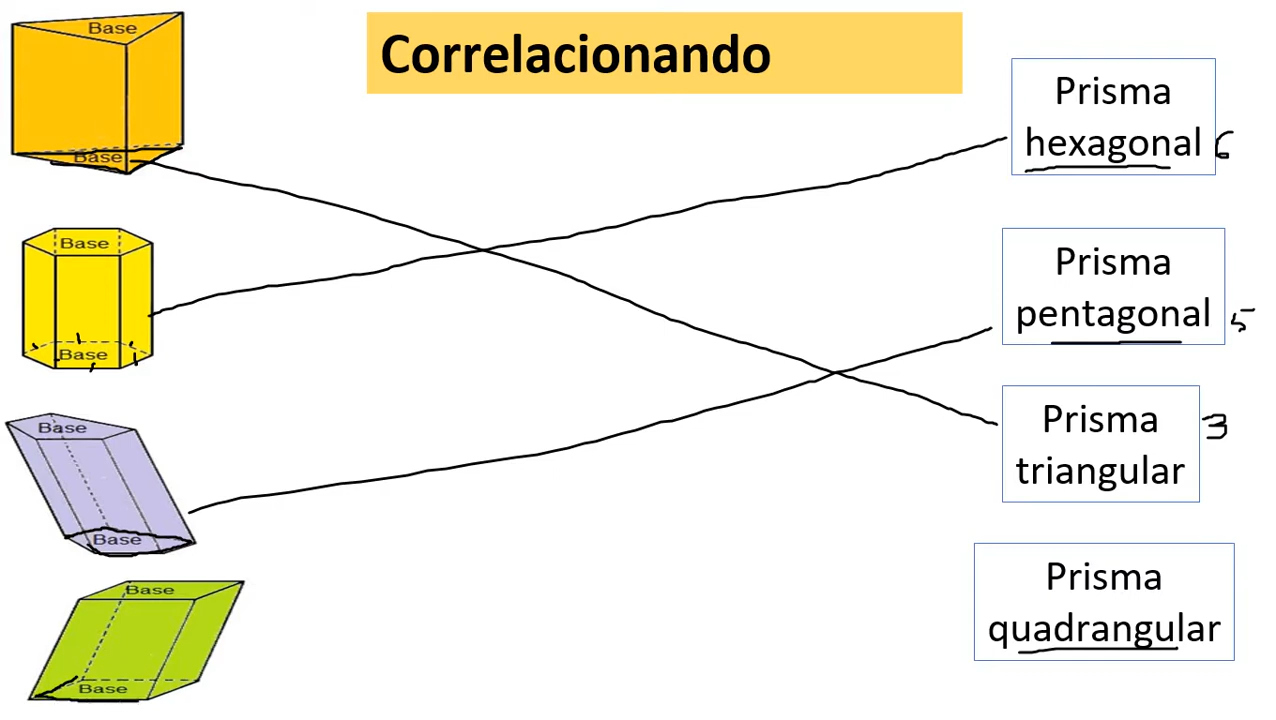 Correlacionando
Base
Base
Base
Base
Base
Base
Base
Base
Prisma
hexagonal 6
Prisma
pentagonal 5
Prisma 3
triangular
Prisma
quadrangular